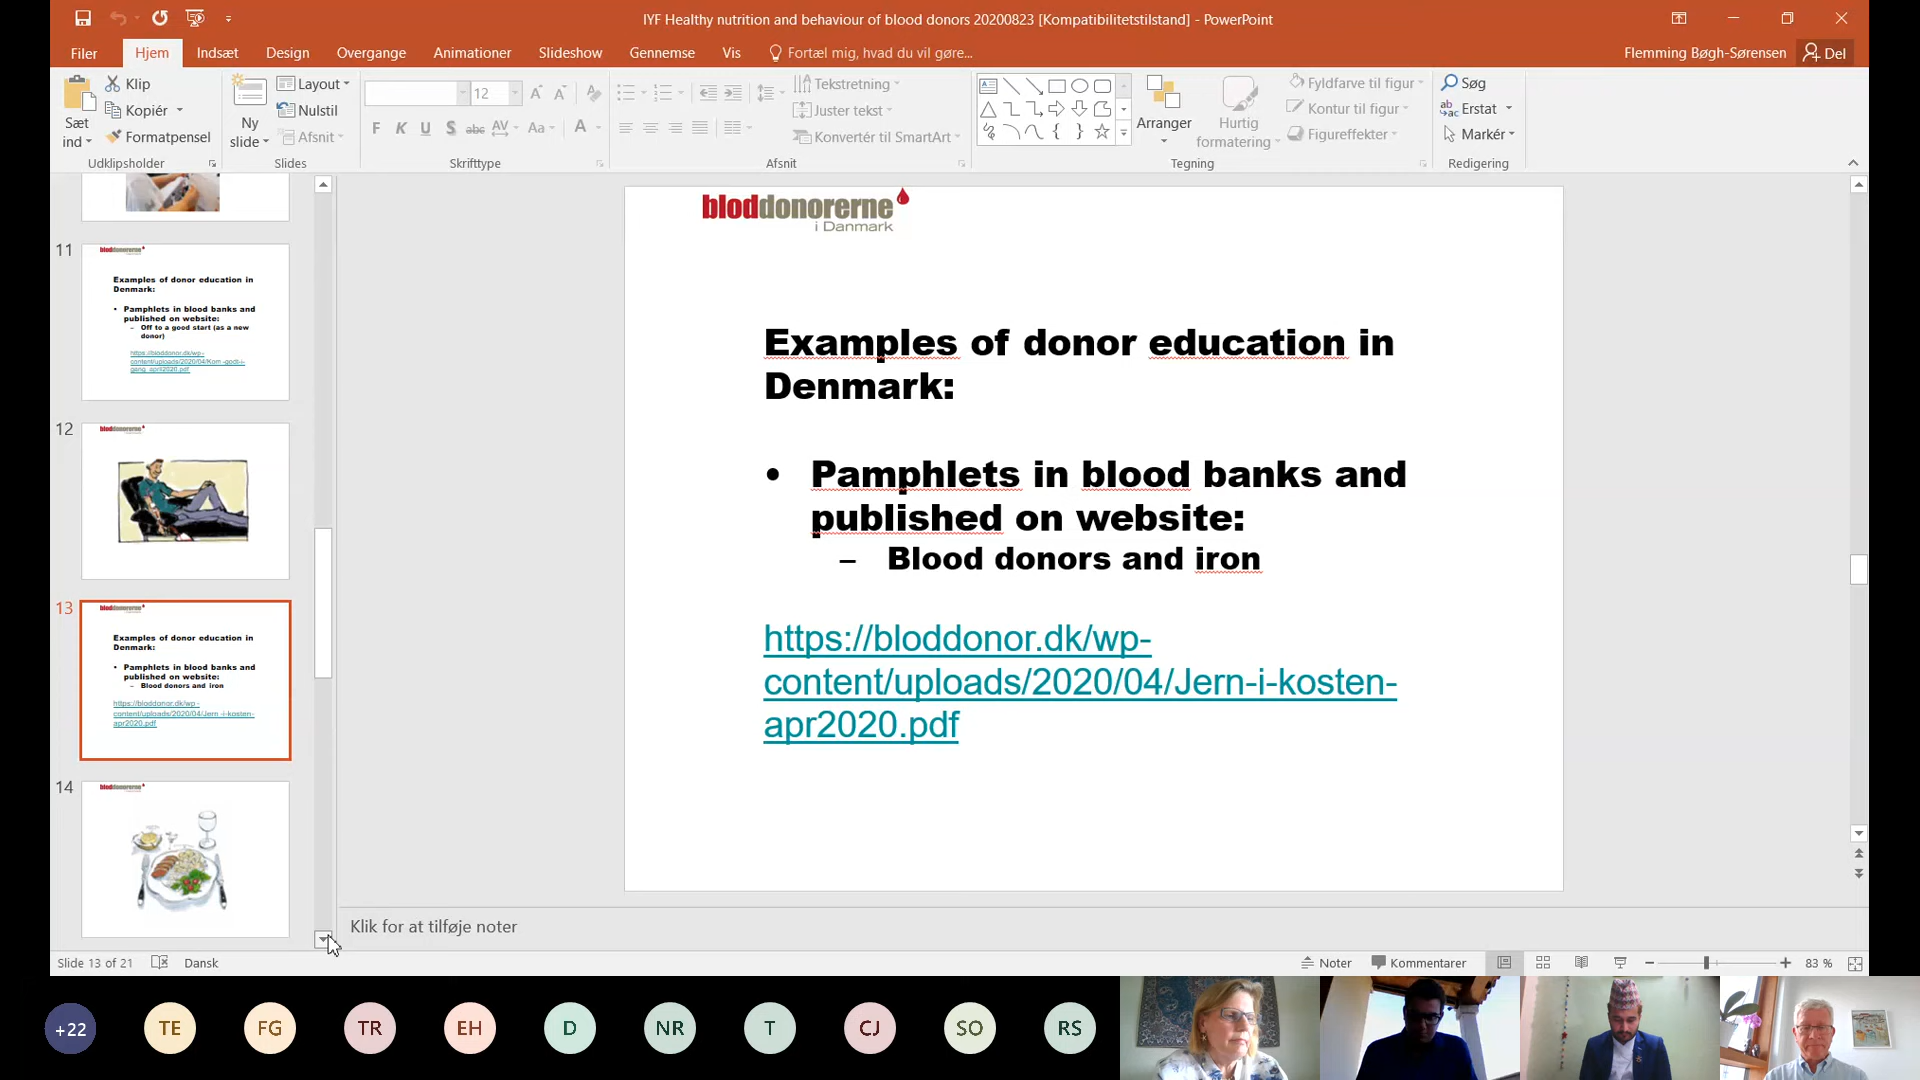 IYF Healthy nutrition and behaviour of blood donors 20200823 [Kompatibilitetstilstand] - PowerPoint
Filer
Hjem
Indsæt
Design
Overgange
Animationer
Slideshow
Gennemse
Vis
Fortæl mig, hvad du vil gøre...
Flemming Bøgh-Sørensen
Del
Sæt
ind
Klip
Kopiér
Formatpensel
Udklipsholder
Ny
slide
Layout
Nulstil
Afsnit
Slides
12
F
K
U
S
abc
AV
Aa
A
Skrifttype
Tekstretning
Juster tekst
Konvertér til SmartArt
Afsnit
Arranger
Hurtig
formatering
Fyldfarve til figur
Kontur til figur
Figureffekter
Tegning
Søg
Erstat
Markér
Redigering
11
bloddonorerne
Examples of donor education in
Denmark:
• Pamphlets in blood banks and
published on website:
– Off to a good start (as a new
donor)
https://bloddonor.dk/wp-
content/uploads/2020/04/Kom-godt-i-
gang_april2020.pdf
12
bloddonorerne
13
bloddonorerne
Examples of donor education in
Denmark:
• Pamphlets in blood banks and
published on website:
– Blood donors and iron
https://bloddonor.dk/wp-
content/uploads/2020/04/Jern-i-kosten-
apr2020.pdf
14
bloddonorerne
bloddonorerne
i Danmark
Examples of donor education in
Denmark:
• Pamphlets in blood banks and
published on website:
– Blood donors and iron
https://bloddonor.dk/wp-
content/uploads/2020/04/Jern-i-kosten-
apr2020.pdf
Klik for at tilføje noter
Slide 13 of 21
Dansk
Noter
Kommentarer
83 %
+22
TE
FG
TR
EH
D
NR
T
CJ
SO
RS